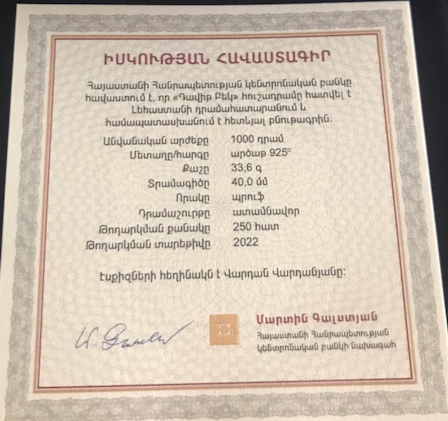 ԻՍԿՈՒԹՅԱՆ ՀԱՎԱՍՏԱԳԻՐ
Հայաստանի Հանրապետության կենտրոնական բանկը
հավաստում է, որ «Դավիթ Բեկ» հուշադրամը հատվել է
Լեհաստանի դրամահատարանում և
համապատասխանում է հետևյալ բնութագրին.
Անվանական արժեքը 1000 դրամ
Մետաղը/հարգը արծաթ 925°
Քաշը 33,6 գ
Տրամագիծը 40,0 մմ
Որակը պրուֆ
Դրամաշուրթը ատամնավոր
Թողարկման քանակը 250 հատ
Թողարկման տարեթիվը 2022
Էսքիզների հեղինակն է Վարդան Վարդանյանը:
Մարտին Գալստյան
Հայաստանի Հանրապետության
կենտրոնական բանկի նախագահ